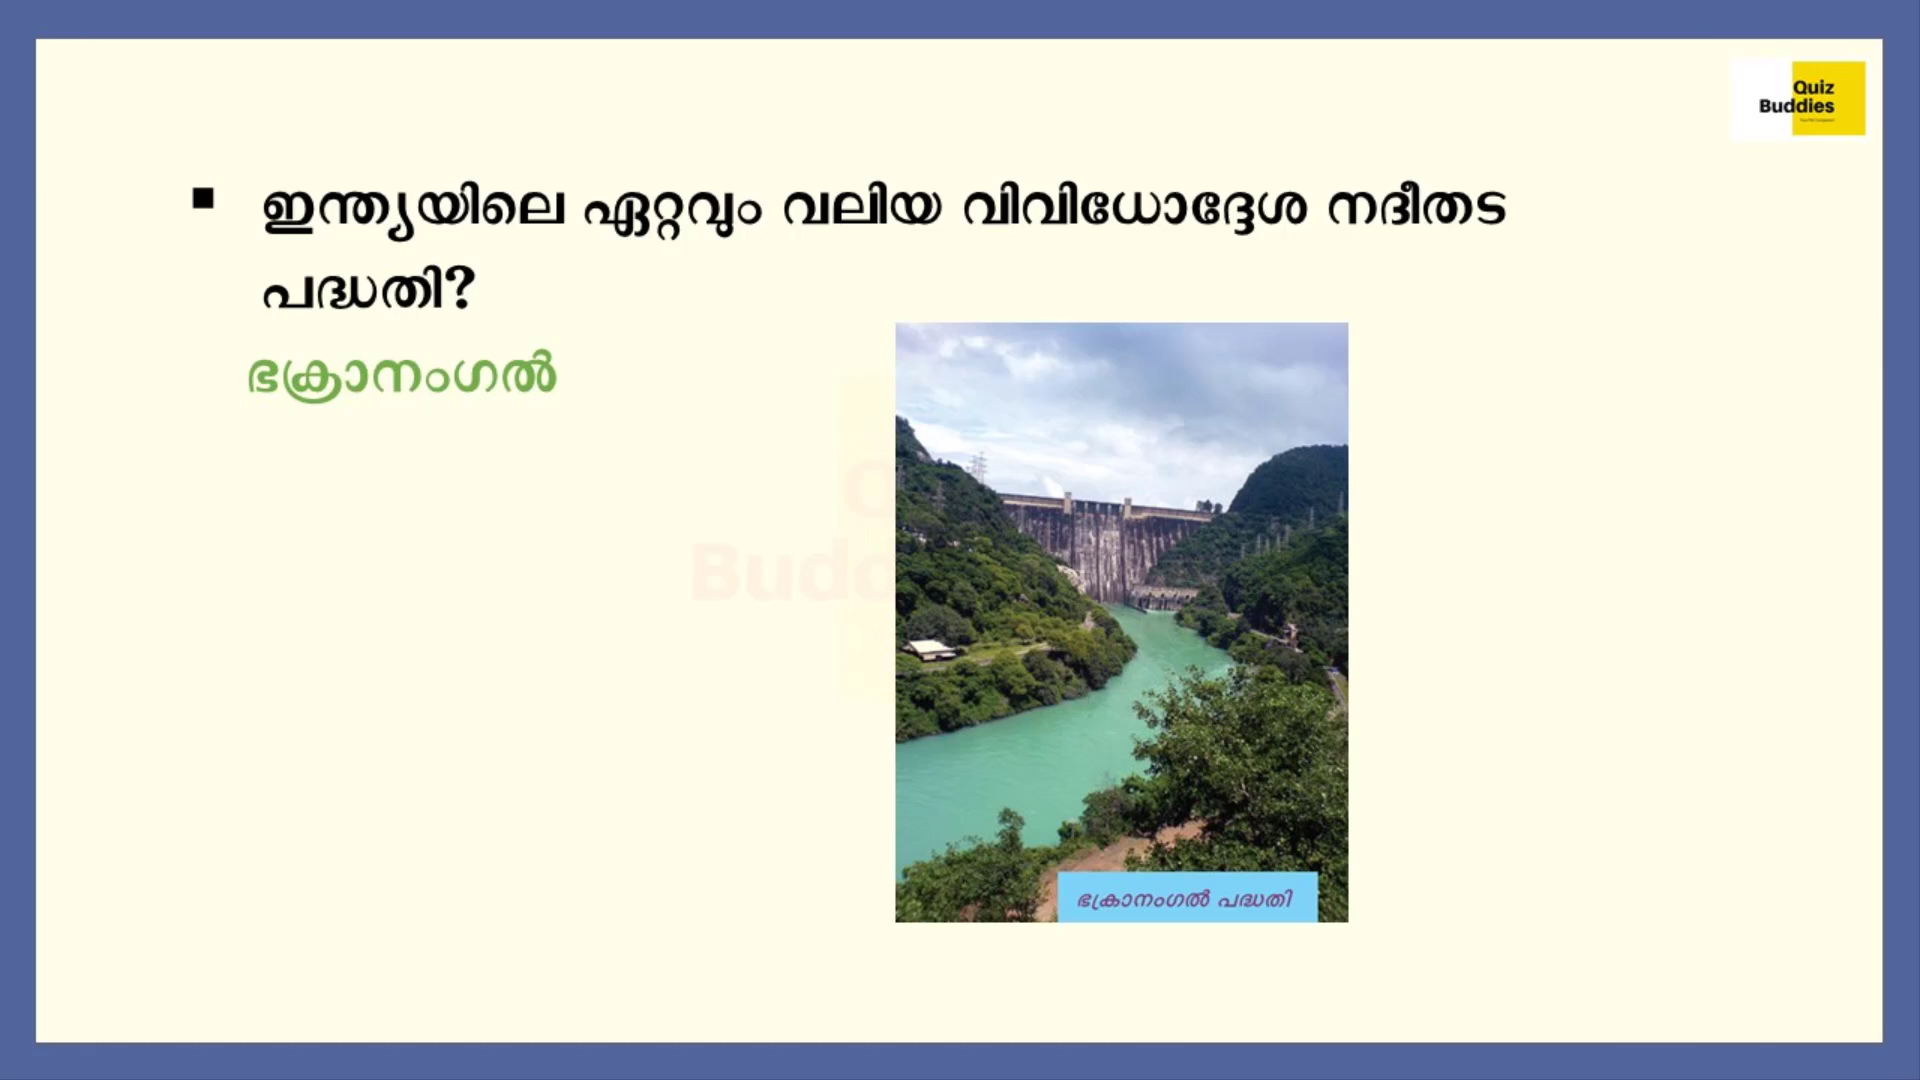 Quiz
Buddies
▪ ഇന്ത്യയിലെ ഏറ്റവും വലിയ വിവിധോദ്ദേശ നദീതട
പദ്ധതി?
ഭക്രാനംഗൽ
ഭക്രാനംഗൽ പദ്ധതി